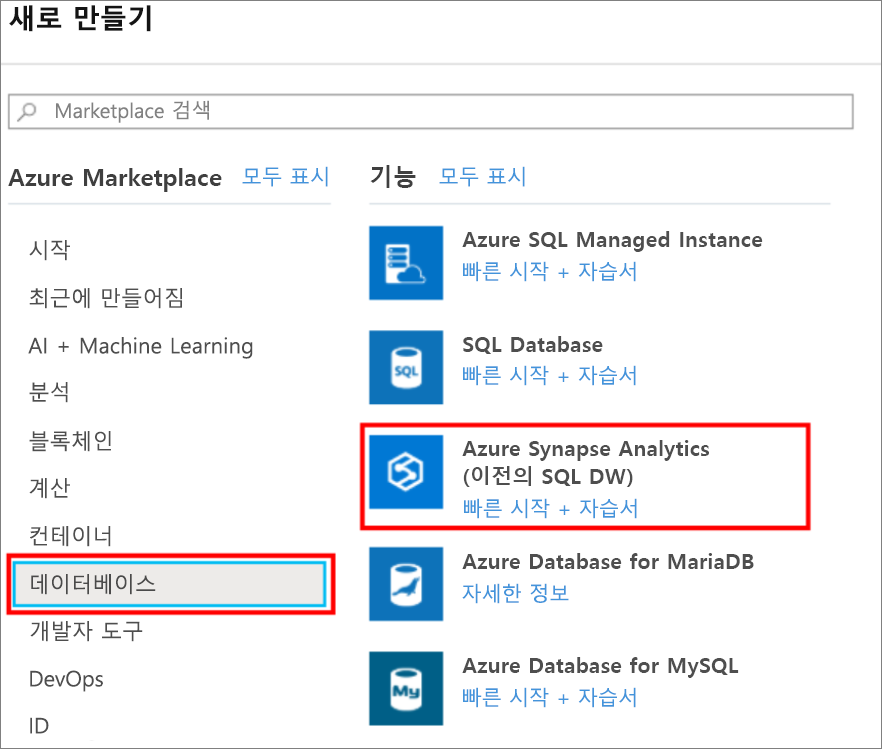 새로 만들기
Marketplace 검색
Azure Marketplace 모두 표시
시작
최근에 만들어짐
AI + Machine Learning
분석
블록체인
계산
컨테이너
데이터베이스
개발자 도구
DevOps
ID
기능 모두 표시
Azure SQL Managed Instance
빠른 시작 + 자습서
SQL
SQL Database
빠른 시작 + 자습서
Azure Synapse Analytics
(이전의 SQL DW)
빠른 시작 + 자습서
Azure Database for MariaDB
자세한 정보
My
Azure Database for MySQL
빠른 시작 + 자습서